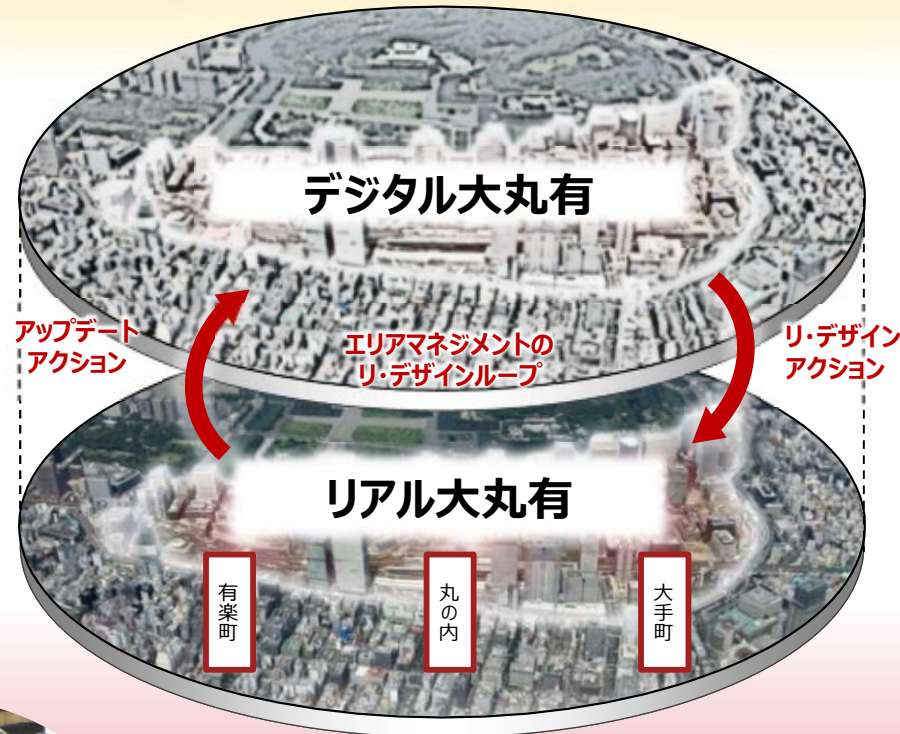 デジタル大丸有
アップデート
アクション
エリアマネジメントの
リ・デザインループ
リ・デザイン
アクション
リアル大丸有
有楽町
丸の内
大手町